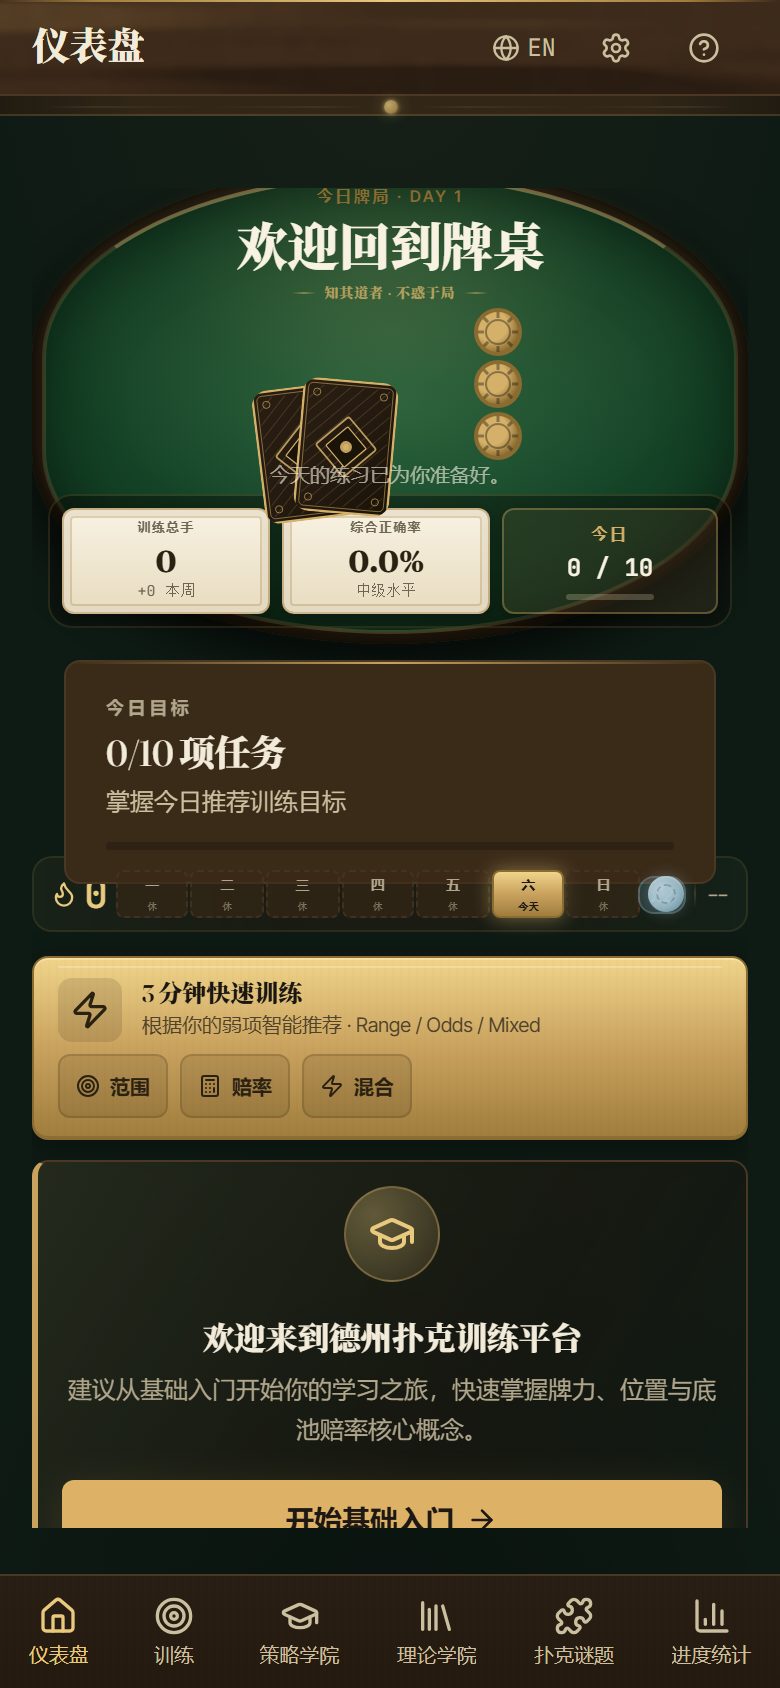 仪表盘
EN
今日牌局 · DAY 1
欢迎回到牌桌
知其道者 · 不惑于局
今天的练习已为你准备好。
训练总手
0
+0 本周
综合正确率
0.0%
中级水平
今日
0 / 10
今日目标
0/10 项任务
掌握今日推荐训练目标
0
一 二 三 四 五 六 日 --
休 休 休 休 休 今天 休
3 分钟快速训练
根据你的弱项智能推荐 · Range / Odds / Mixed
范围 赔率 混合
欢迎来到德州扑克训练平台
建议从基础入门开始你的学习之旅，快速掌握牌力、位置与底
池赔率核心概念。
开始基础入门 →
仪表盘 训练 策略学院 理论学院 扑克谜题 进度统计